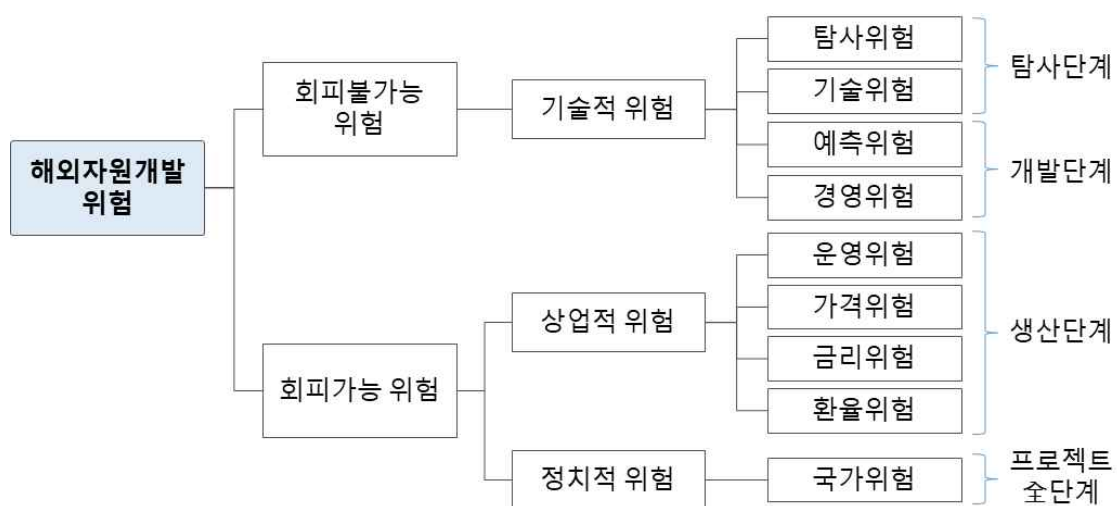 해외자원개발
위험
회피불가능
위험
기술적 위험
탐사위험
기술위험
탐사단계
예측위험
경영위험
개발단계
회피가능 위험
상업적 위험
운영위험
가격위험
금리위험
환율위험
생산단계
정치적 위험
국가위험
프로젝트
全단계